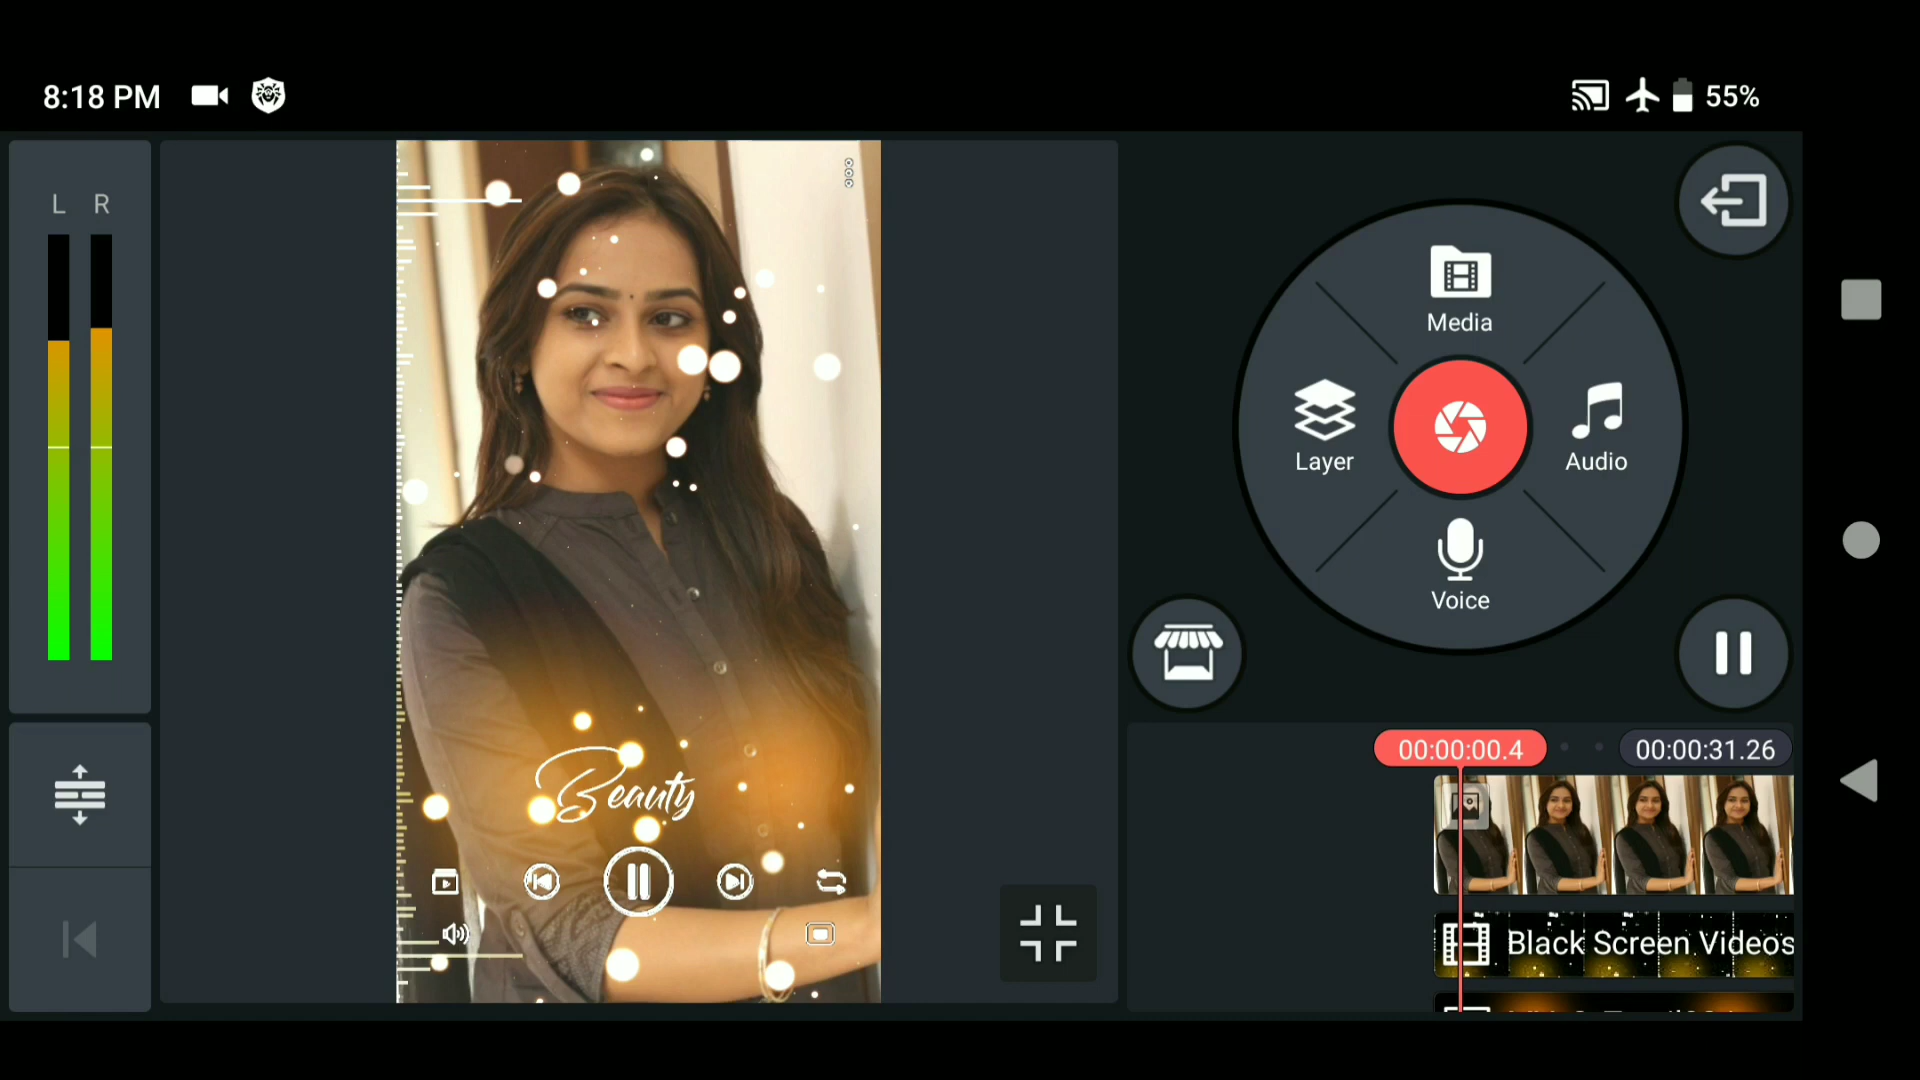 8:18 PM
55%
L R
Media
Layer
Audio
Voice
00:00:00.4
00:00:31.26
Beauty
Black Screen Videos